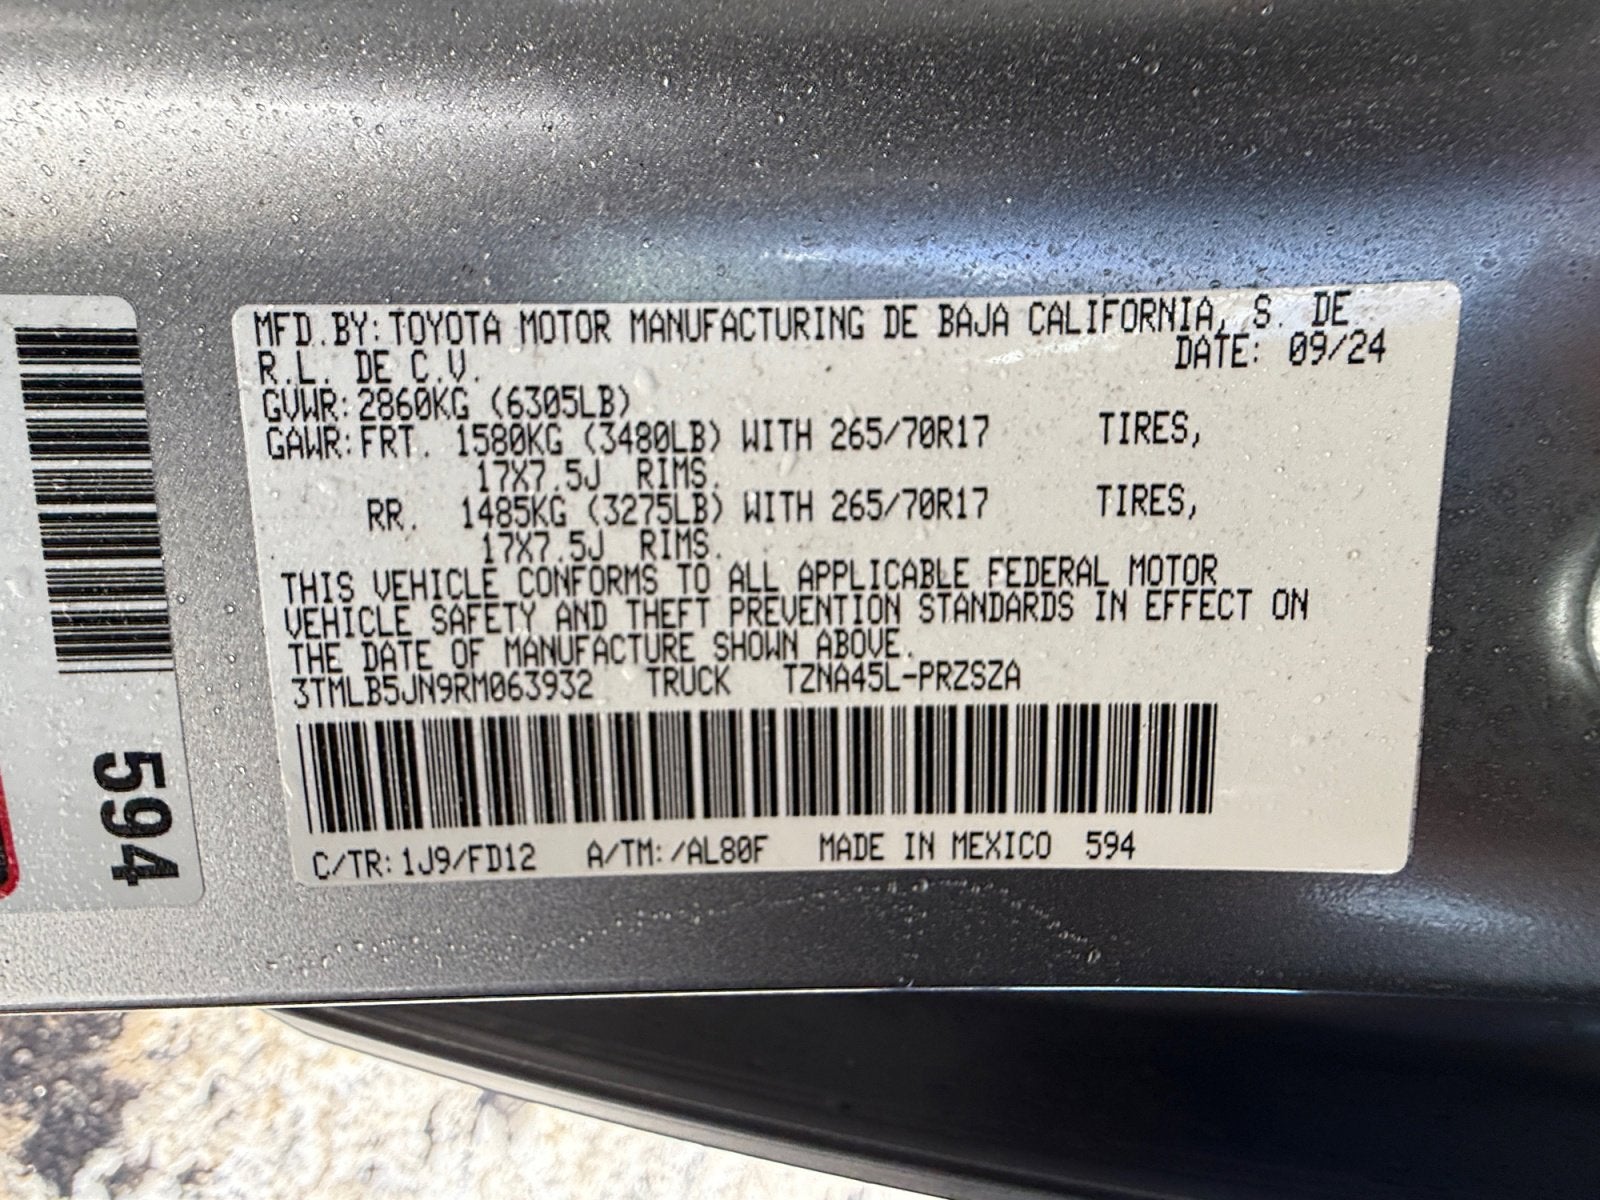 MFD.BY:TOYOTA MOTOR MANUFACTURING DE BAJA CALIFORNIA, S. DE
R.L. DE C.V. DATE: 09/24
GVWR:2860KG (6305LB)
GAWR:FRT. 1580KG (3480LB) WITH 265/70R17 TIRES,
17X7.5J RIMS.
RR. 1485KG (3275LB) WITH 265/70R17 TIRES,
17X7.5J RIMS.
THIS VEHICLE CONFORMS TO ALL APPLICABLE FEDERAL MOTOR
VEHICLE SAFETY AND THEFT PREVENTION STANDARDS IN EFFECT ON
THE DATE OF MANUFACTURE SHOWN ABOVE.
3TMLB5JN9RM063932 TRUCK TZNA45L-PRZSZA
C/TR:1J9/FD12 A/TM:/AL80F MADE IN MEXICO 594
594